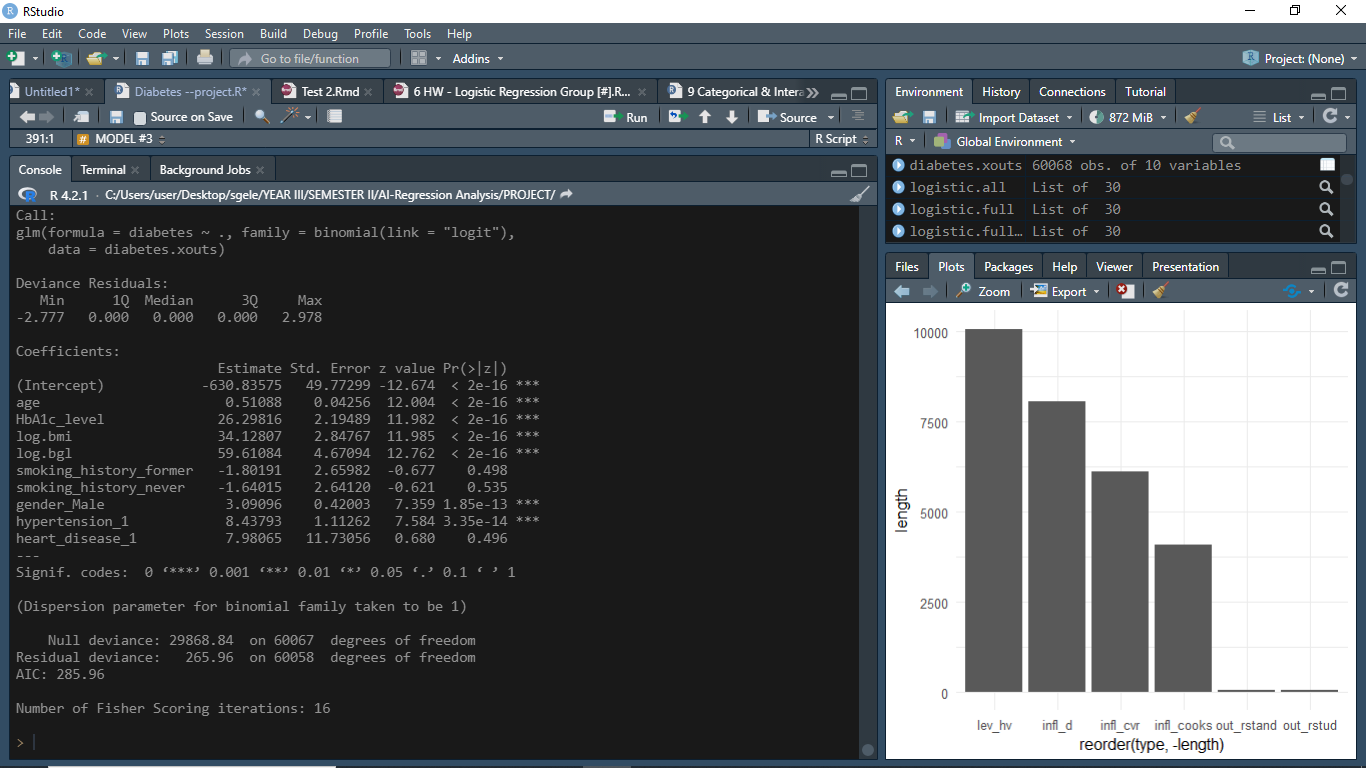 RStudio
File Edit Code View Plots Session Build Debug Profile Tools Help
Go to file/function Addins Project: (None)
Untitled1* Diabetes --project.R* Test 2.Rmd 6 HW - Logistic Regression Group [#].R... 9 Categorical & Intera
Source on Save Run Source
391:1 # MODEL #3 R Script
Console Terminal Background Jobs
R 4.2.1 · C:/Users/user/Desktop/sgele/YEAR III/SEMESTER II/AI-Regression Analysis/PROJECT/
Call:
glm(formula = diabetes ~ ., family = binomial(link = "logit"),
    data = diabetes.xouts)
Deviance Residuals:
   Min      1Q  Median      3Q     Max
-2.777   0.000   0.000   0.000   2.978
Coefficients:
Estimate Std. Error z value Pr(>|z|)
(Intercept) -630.83575 49.77299 -12.674 < 2e-16 ***
age 0.51088 0.04256 12.004 < 2e-16 ***
HbA1c_level 26.29816 2.19489 11.982 < 2e-16 ***
log.bmi 34.12807 2.84767 11.985 < 2e-16 ***
log.bgl 59.61084 4.67094 12.762 < 2e-16 ***
smoking_history_former -1.80191 2.65982 -0.677 0.498
smoking_history_never -1.64015 2.64120 -0.621 0.535
gender_Male 3.09096 0.42003 7.359 1.85e-13 ***
hypertension_1 8.43793 1.11262 7.584 3.35e-14 ***
heart_disease_1 7.98065 11.73056 0.680 0.496
---
Signif. codes:  0 ‘***’ 0.001 ‘**’ 0.01 ‘*’ 0.05 ‘.’ 0.1 ‘ ’ 1
(Dispersion parameter for binomial family taken to be 1)
Null deviance: 29868.84  on 60067  degrees of freedom
Residual deviance:   265.96  on 60058  degrees of freedom
AIC: 285.96
Number of Fisher Scoring iterations: 16
>
Environment History Connections Tutorial
Import Dataset 872 MiB List
R Global Environment
diabetes.xouts 60068 obs. of 10 variables
logistic.all List of 30
logistic.full List of 30
logistic.full… List of 30
Files Plots Packages Help Viewer Presentation
Zoom Export
10000
7500
5000
2500
0
length
lev_hv infl_d infl_cvr infl_cooks out_rstand out_rstud
reorder(type, -length)